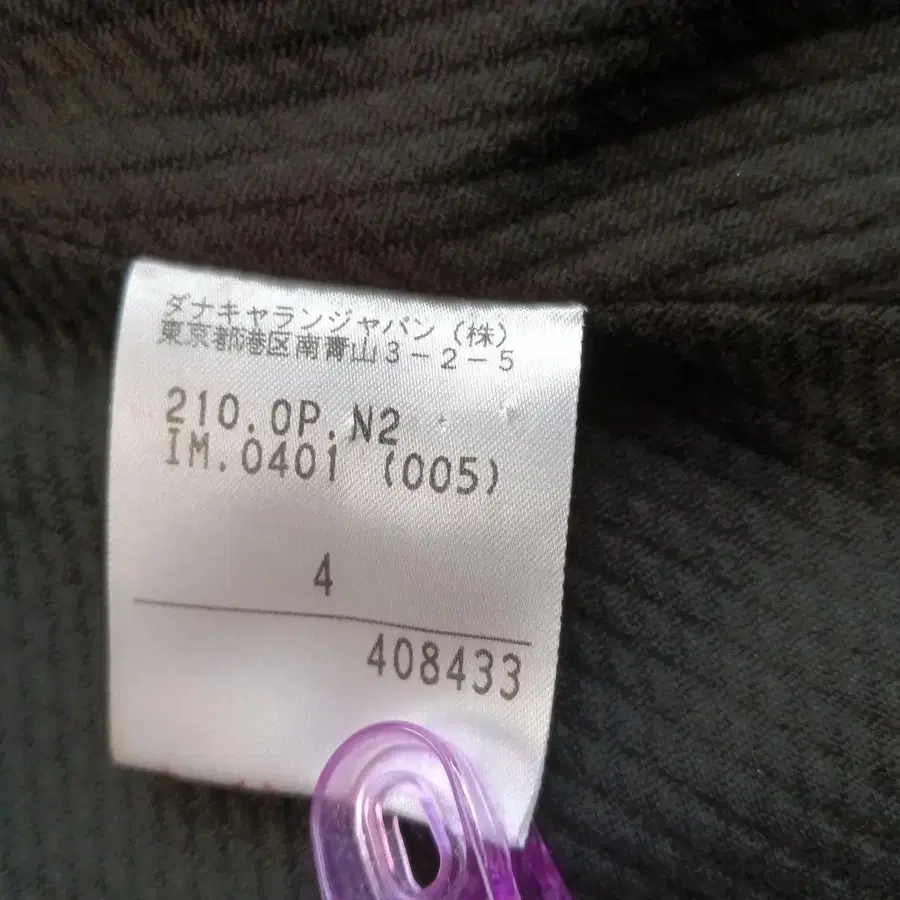 ダナキャランジャパン（株）
東京都港区南青山3-2-5
210.0P.N2
IM.0401 (005)
4
408433